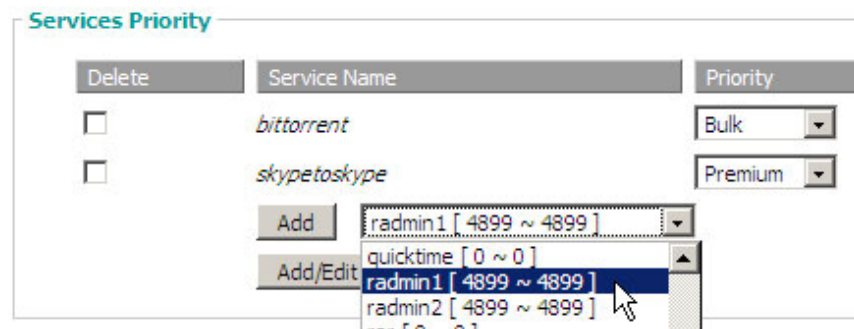 Services Priority
Delete Service Name Priority
bittorrent Bulk
skypetoskype Premium
Add radmin1 [ 4899 ~ 4899 ]
quicktime [ 0 ~ 0 ]
Add/Edit radmin1 [ 4899 ~ 4899 ]
radmin2 [ 4899 ~ 4899 ]